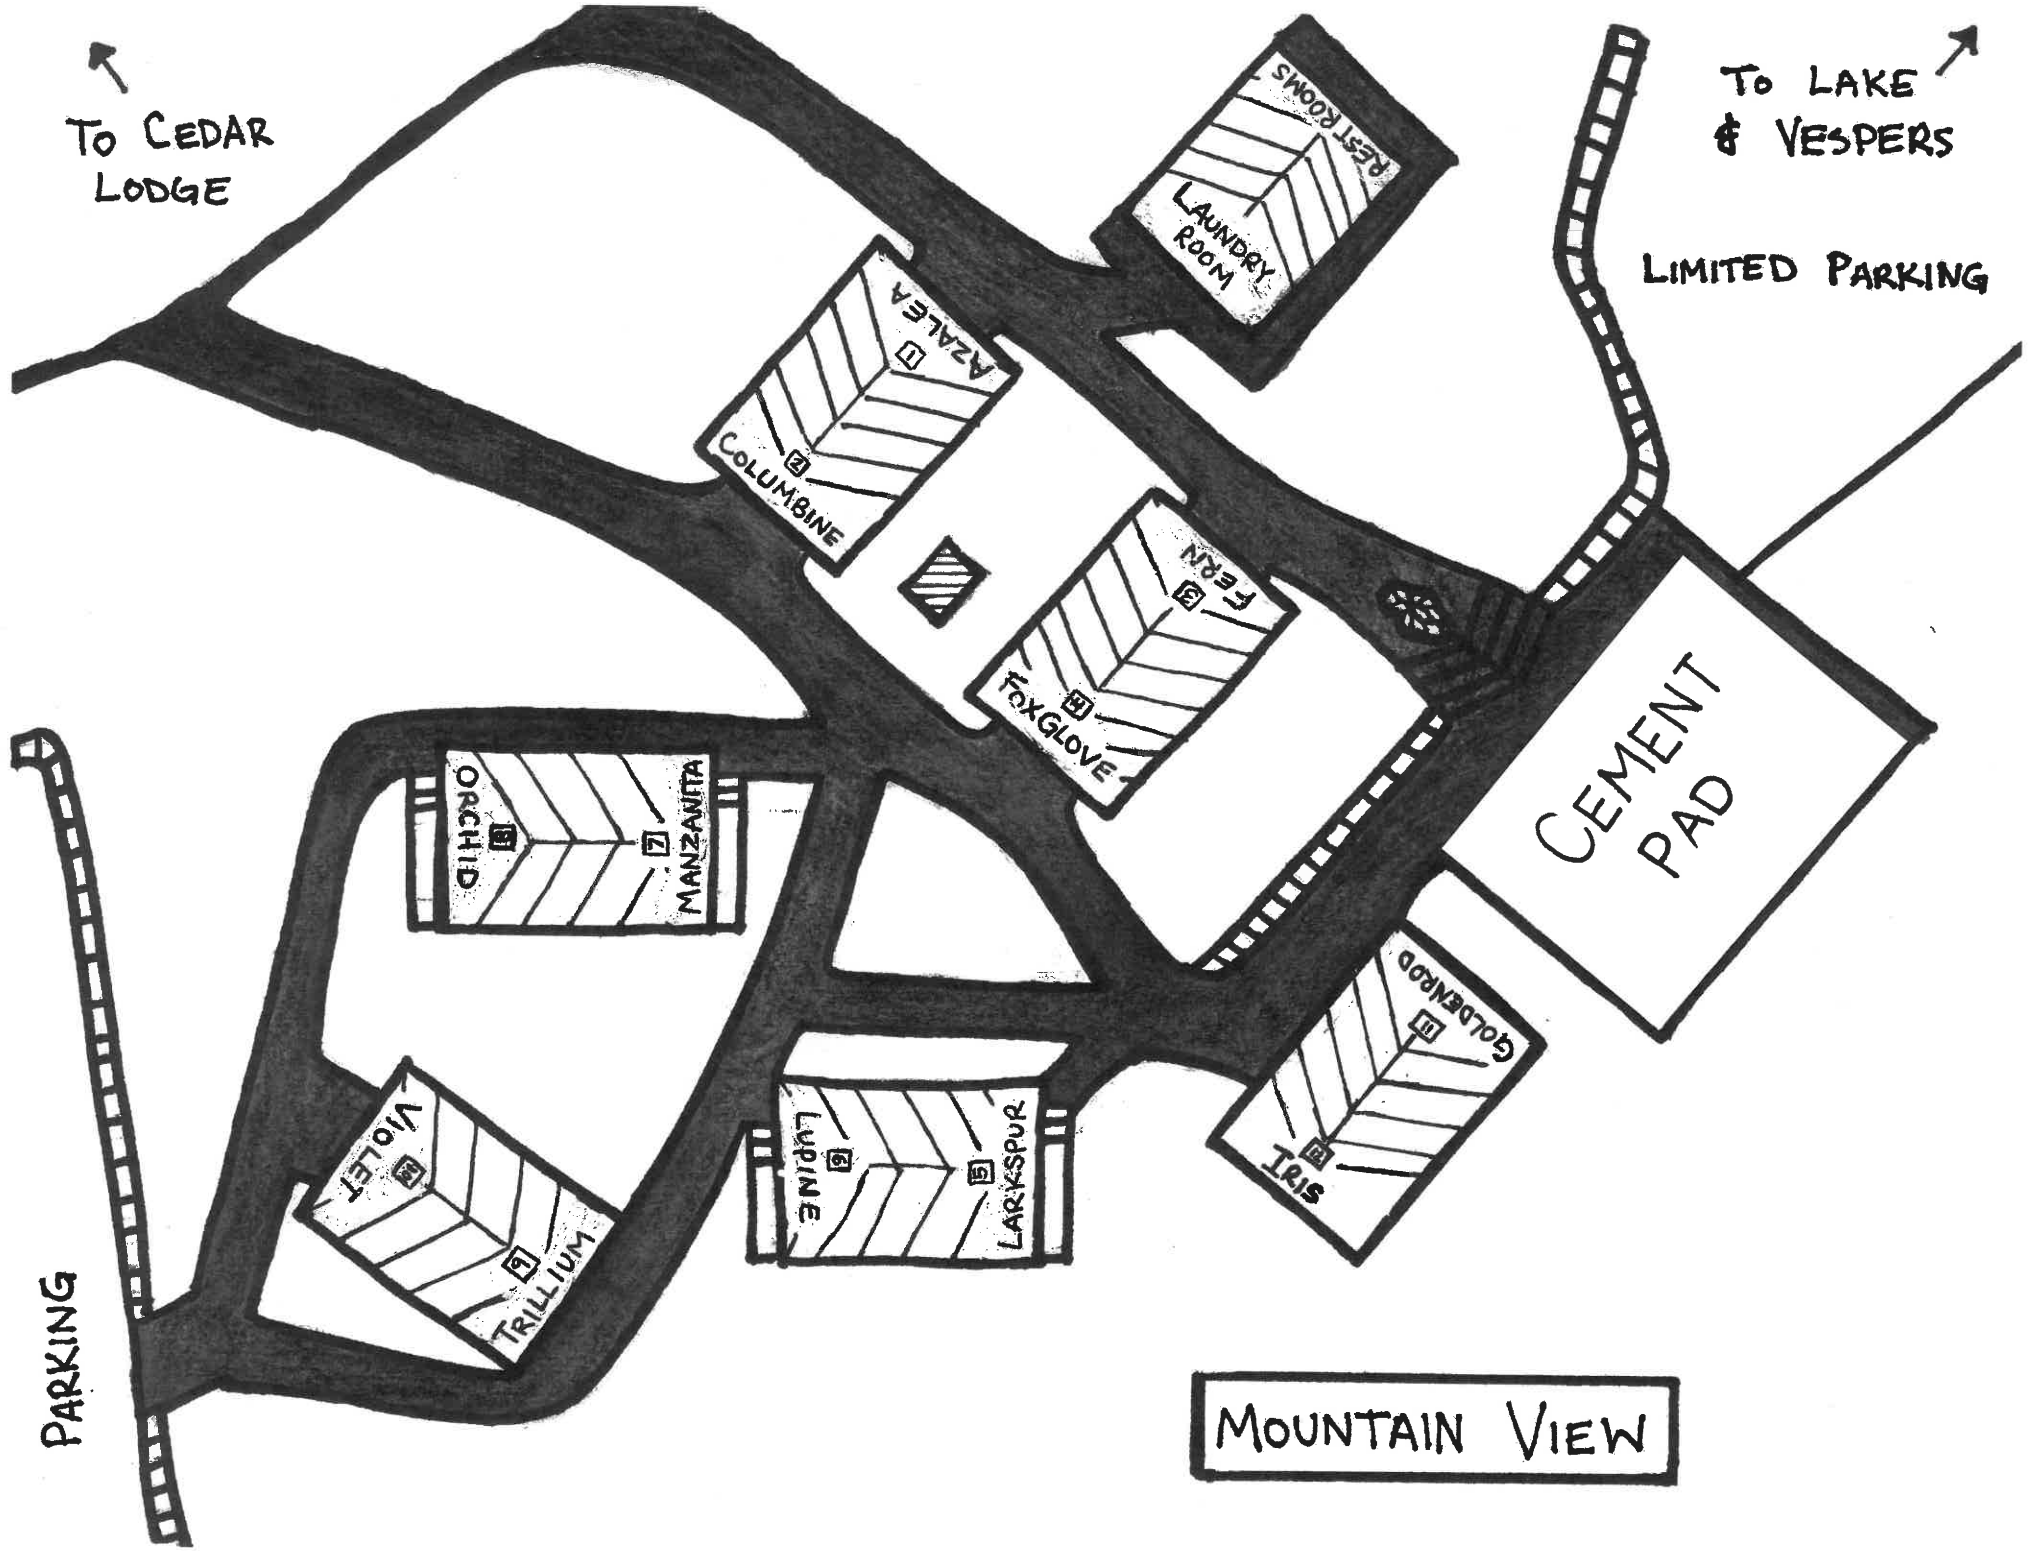 TO CEDAR
LODGE
TO LAKE
& VESPERS
LIMITED PARKING
REST ROOMS
LAUNDRY
ROOM
AZALEA
1
2
COLUMBINE
FERN
3
4
FOXGLOVE
CEMENT
PAD
ORCHID
8
7
MANZANITA
GOLDENROD
11
12
IRIS
VIOLET
10
9
TRILLIUM
LUPINE
6
5
LARKSPUR
PARKING
MOUNTAIN VIEW